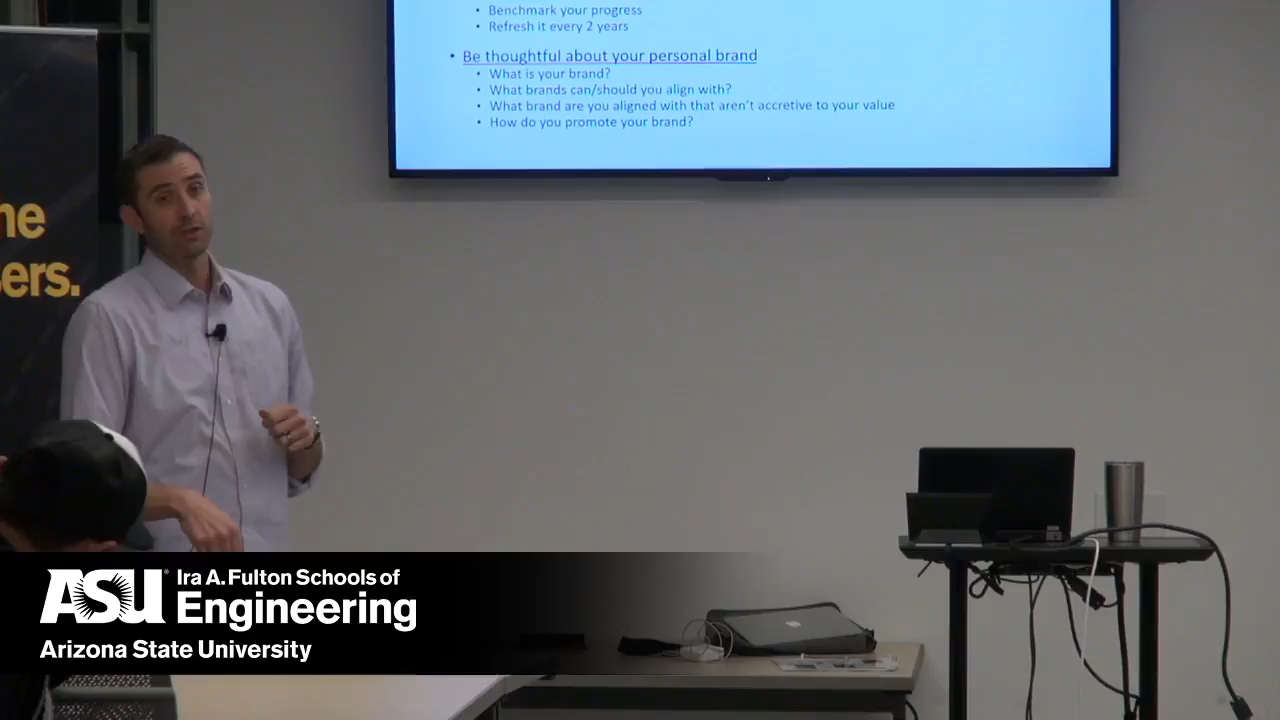 • Benchmark your progress
• Refresh it every 2 years
• Be thoughtful about your personal brand
• What is your brand?
• What brands can/should you align with?
• What brand are you aligned with that aren't accretive to your value
• How do you promote your brand?
ers.
ASU Ira A. Fulton Schools of
Engineering
Arizona State University